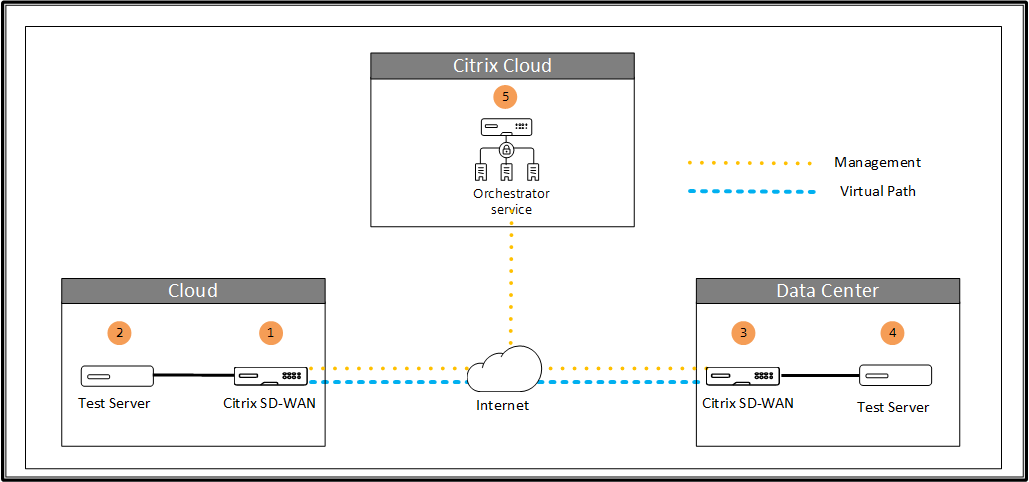 Citrix Cloud
5
Orchestrator
service
Management
Virtual Path
Cloud
2
1
Test Server
Citrix SD-WAN
Internet
Data Center
3
4
Citrix SD-WAN
Test Server